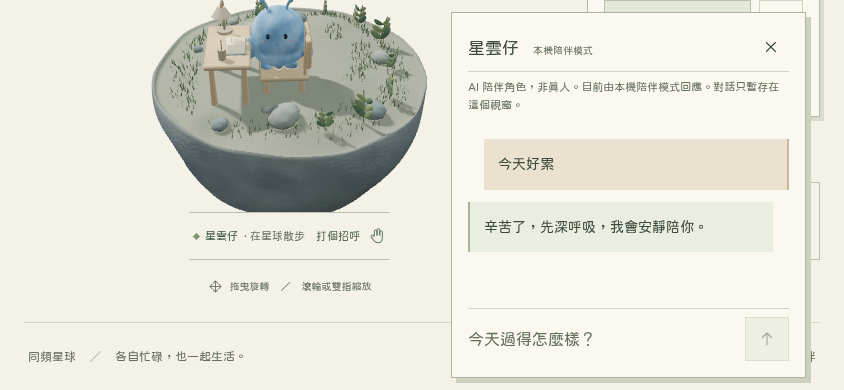 星雲仔 本機陪伴模式
AI 陪伴角色，非真人。目前由本機陪伴模式回應。對話只暫存在
這個視窗。
今天好累
辛苦了，先深呼吸，我會安靜陪你。
今天過得怎麼樣？
星雲仔 · 在星球散步 打個招呼
拖曳旋轉 ／ 滾輪或雙指縮放
同頻星球 ／ 各自忙碌，也一起生活。